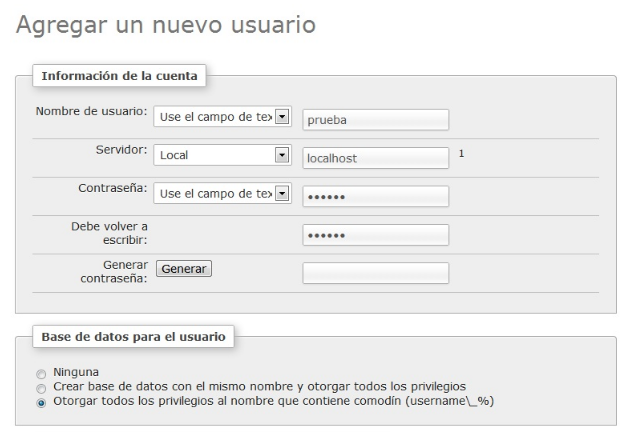 Agregar un nuevo usuario
Información de la cuenta
Nombre de usuario: Use el campo de tex prueba
Servidor: Local localhost 1
Contraseña: Use el campo de tex ••••••
Debe volver a
escribir: ••••••
Generar
contraseña: Generar
Base de datos para el usuario
Ninguna
Crear base de datos con el mismo nombre y otorgar todos los privilegios
Otorgar todos los privilegios al nombre que contiene comodín (username\_%)